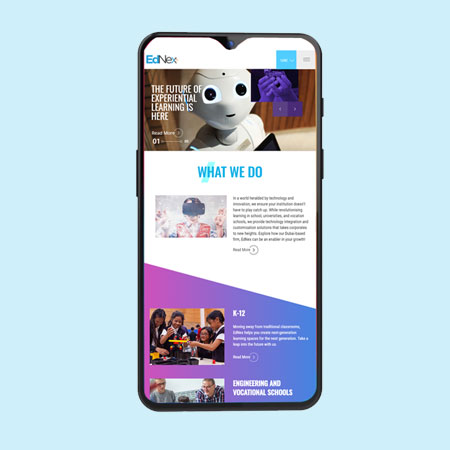 EdNex
THE FUTURE OF
EXPERIENTIAL
LEARNING IS
HERE
Read More
01
WHAT WE DO
In a world heralded by technology and
innovation, we ensure your institution doesn't
have to play catch up. While revolutionising
learning in school, universities, and vocation
schools, we provide technology integration and
customisation solutions that takes corporates
to new heights. Explore how our Dubai-based
firm, EdNex can be an enabler in your growth!
Read More
K-12
Moving away from traditional classrooms,
EdNex helps you create next-generation
learning spaces for the next generation. Take a
leap into the future with us.
Read More
ENGINEERING AND
VOCATIONAL SCHOOLS